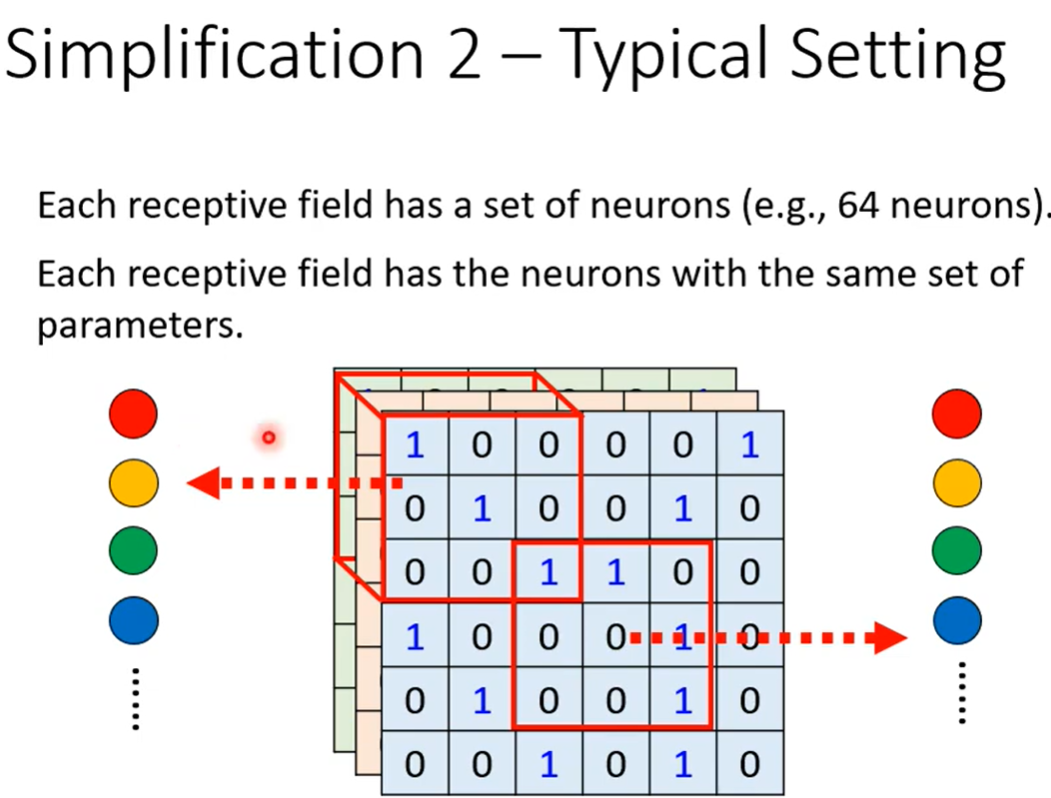 Simplification 2 – Typical Setting
Each receptive field has a set of neurons (e.g., 64 neurons).
Each receptive field has the neurons with the same set of
parameters.
1 0 0 0 0 1
0 1 0 0 1 0
0 0 1 1 0 0
1 0 0 0 1 0
0 1 0 0 1 0
0 0 1 0 1 0